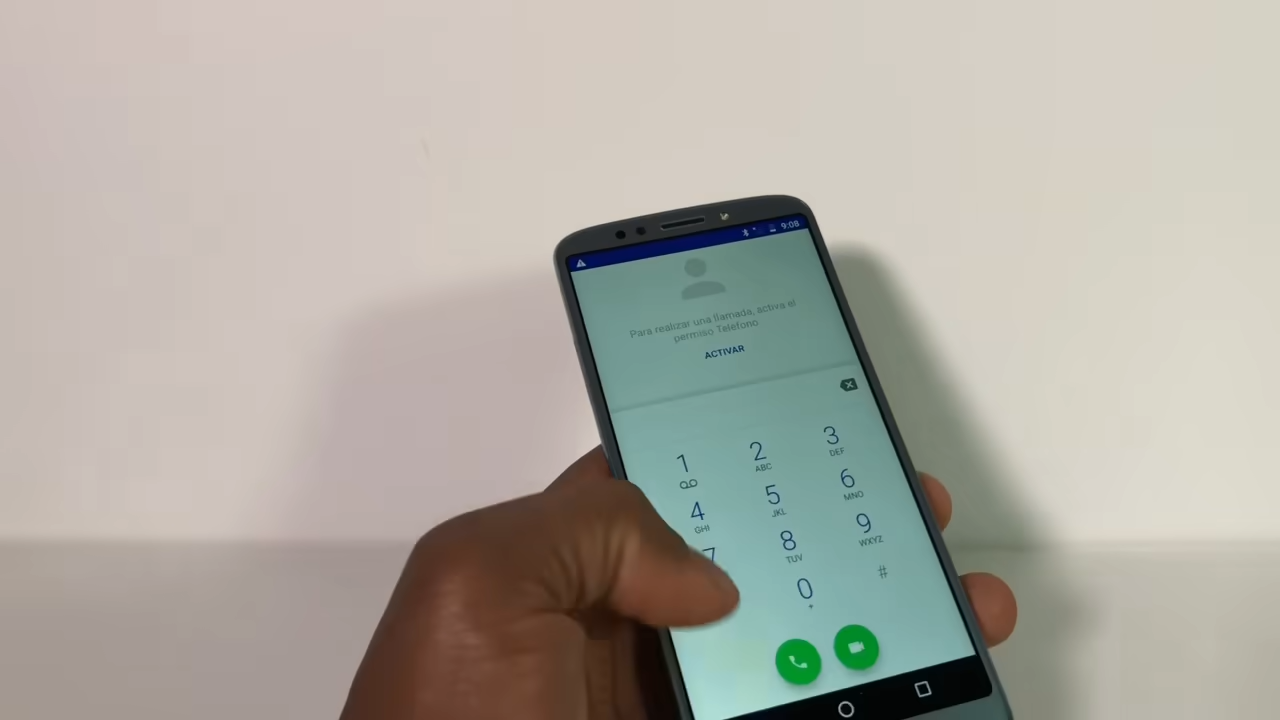 9:08
Para realizar una llamada, activa el
permiso Teléfono
ACTIVAR
1 2 3
ABC DEF
4 5 6
GHI JKL MNO
7 8 9
TUV WXYZ
0 #
+